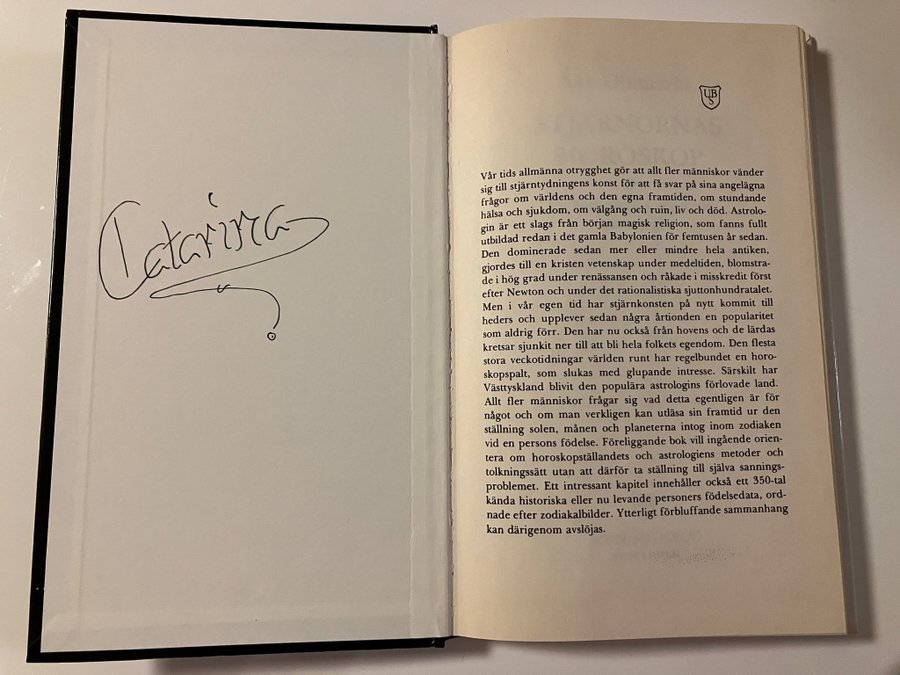 Catarina
UBS
STJÄRNORNAS
HOROSKOP
Vår tids allmänna otrygghet gör att allt fler människor vänder
sig till stjärntydningens konst för att få svar på sina angelägna
frågor om världens och den egna framtiden, om stundande
hälsa och sjukdom, om välgång och ruin, liv och död. Astrolo-
gin är ett slags från början magisk religion, som fanns fullt
utbildad redan i det gamla Babylonien för femtusen år sedan.
Den dominerade sedan mer eller mindre hela antiken,
gjordes till en kristen vetenskap under medeltiden, blomstra-
de i hög grad under renässansen och råkade i misskredit först
efter Newton och under det rationalistiska sjuttonhundratalet.
Men i vår egen tid har stjärnkonsten på nytt kommit till
heders och upplever sedan några årtionden en popularitet
som aldrig förr. Den har nu också från hovens och de lärdas
kretsar sjunkit ner till att bli hela folkets egendom. Den flesta
stora veckotidningar världen runt har regelbundet en horo-
skopspalt, som slukas med glupande intresse. Särskilt har
Västtyskland blivit den populära astrologins förlovade land.
Allt fler människor frågar sig vad detta egentligen är för
något och om man verkligen kan utläsa sin framtid ur den
ställning solen, månen och planeterna intog inom zodiaken
vid en persons födelse. Föreliggande bok vill ingående orien-
tera om horoskopställandets och astrologiens metoder och
tolkningssätt utan att därför ta ställning till själva sannings-
problemet. Ett intressant kapitel innehåller också ett 350-tal
kända historiska eller nu levande personers födelsedata, ord-
nade efter zodiakalbilder. Ytterligt förbluffande sammanhang
kan därigenom avslöjas.